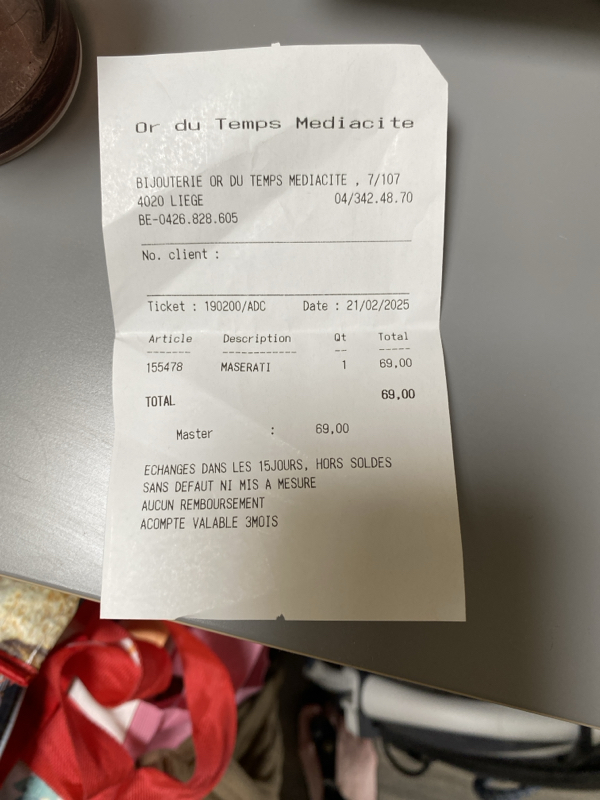 Or du Temps Mediacite
BIJOUTERIE OR DU TEMPS MEDIACITE , 7/107
4020 LIEGE 04/342.48.70
BE-0426.828.605
No. client :
Ticket : 190200/ADC Date : 21/02/2025
Article Description Qt Total
155478 MASERATI 1 69,00
TOTAL 69,00
Master : 69,00
ECHANGES DANS LES 15JOURS, HORS SOLDES
SANS DEFAUT NI MIS A MESURE
AUCUN REMBOURSEMENT
ACOMPTE VALABLE 3MOIS